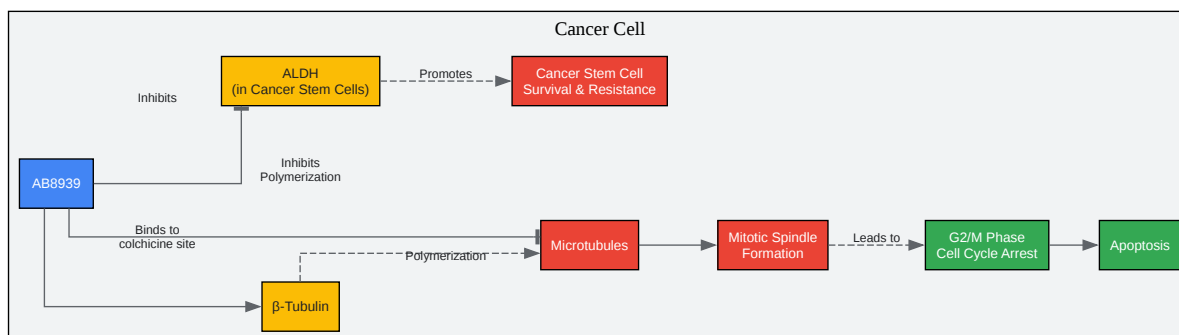 Cancer Cell
ALDH
(in Cancer Stem Cells)
Promotes
Cancer Stem Cell
Survival & Resistance
Inhibits
Inhibits
Polymerization
AB8939
Binds to
colchicine site
Polymerization
Microtubules
Mitotic Spindle
Formation
Leads to
G2/M Phase
Cell Cycle Arrest
Apoptosis
β-Tubulin